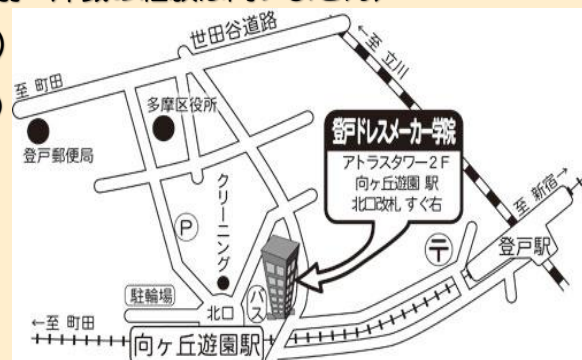 世田谷道路
←至 立川
至 町田
多摩区役所
登戸郵便局
登戸ドレスメーカー学院
アトラスタワー2F
向ヶ丘遊園 駅
北口改札 すぐ右
至 新宿→
クリーニング
P
〒
登戸駅
駐輪場
北口
バス
←至 町田
向ヶ丘遊園駅